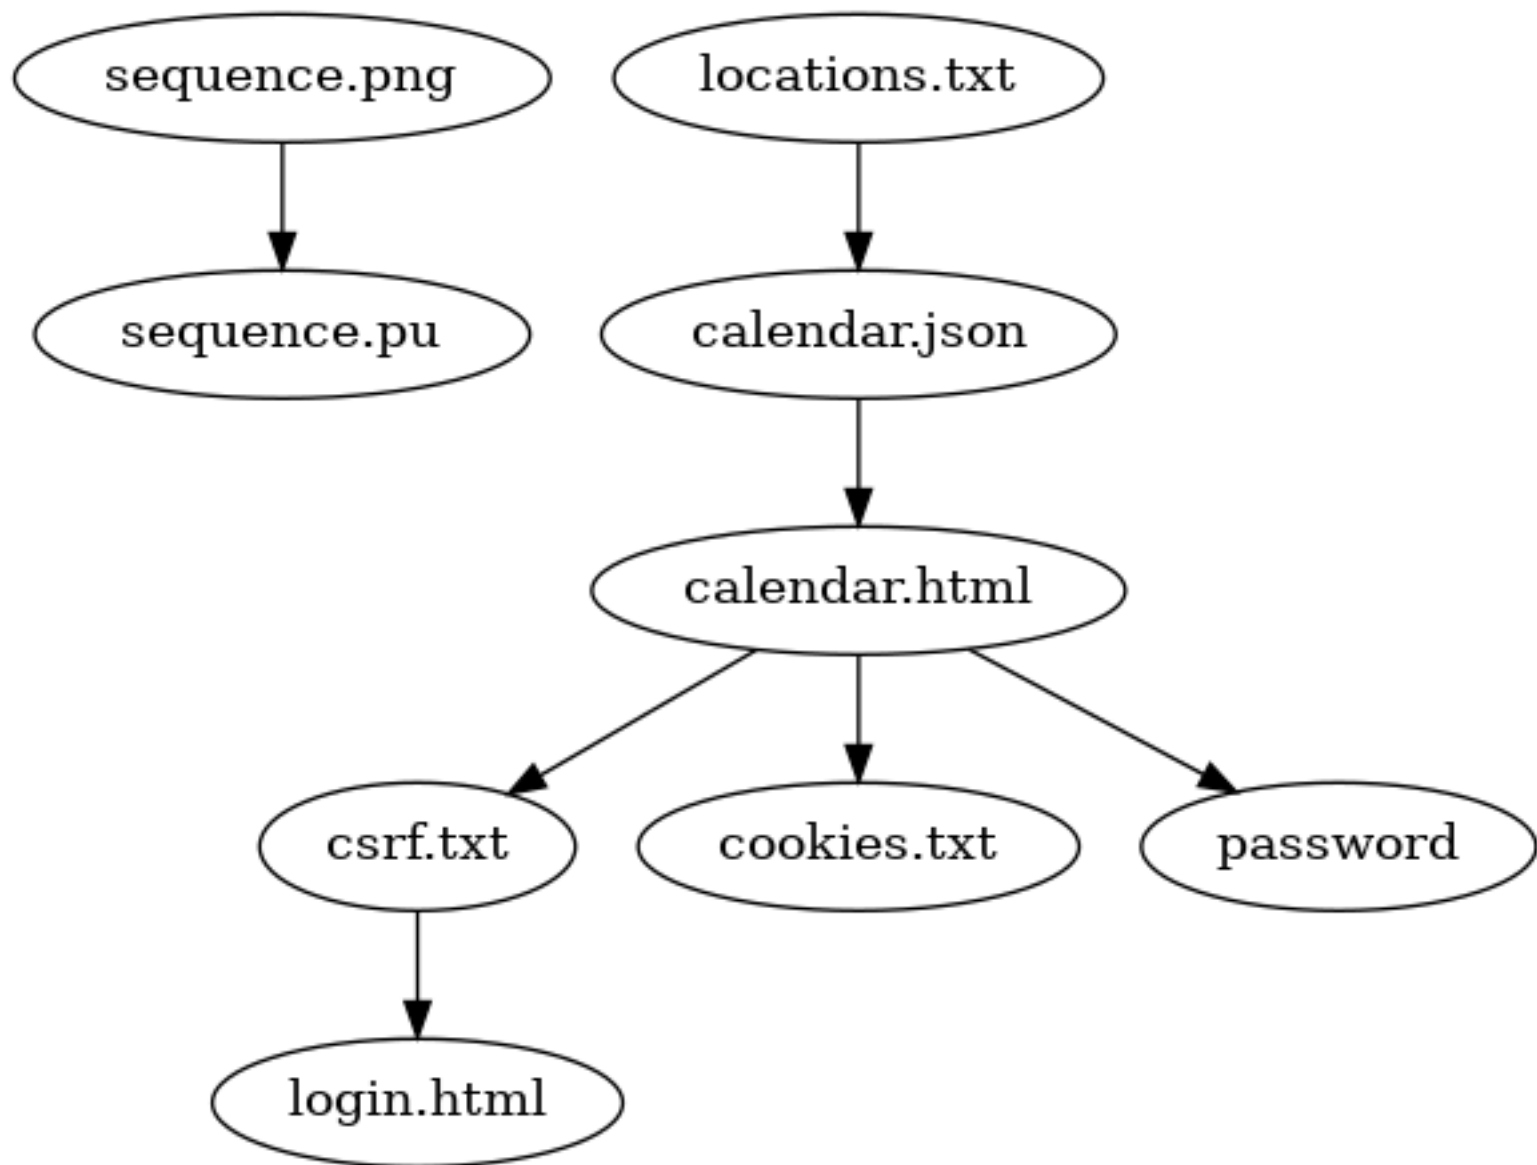 sequence.png
locations.txt
sequence.pu
calendar.json
calendar.html
csrf.txt
cookies.txt
password
login.html